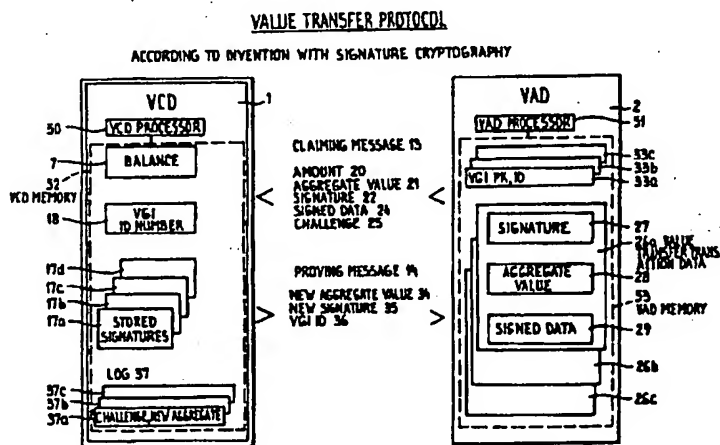 VALUE TRANSFER PROTOCOL
ACCORDING TO INVENTION WITH SIGNATURE CRYPTOGRAPHY
VCD
1
50
VCD PROCESSOR
7
BALANCE
52
VCD MEMORY
18
VGI
ID NUMBER
17d
17c
17b
17a
STORED
SIGNATURES
LOG 37
37c
37b
37a
CHALLENGE, NEW AGGREGATE
CLAIMING MESSAGE 13
AMOUNT 20
AGGREGATE VALUE 21
SIGNATURE 22
SIGNED DATA 24
CHALLENGE 25
<
<
PROVING MESSAGE 14
NEW AGGREGATE VALUE 34
NEW SIGNATURE 35
VGI ID 36
>
>
VAD
2
VAD PROCESSOR
51
33c
33b
VGI PK, ID
33a
SIGNATURE
27
26a VALUE
TRANSFER TRANS
ACTION DATA
AGGREGATE
VALUE
28
53
VAD MEMORY
SIGNED DATA
29
26b
26c